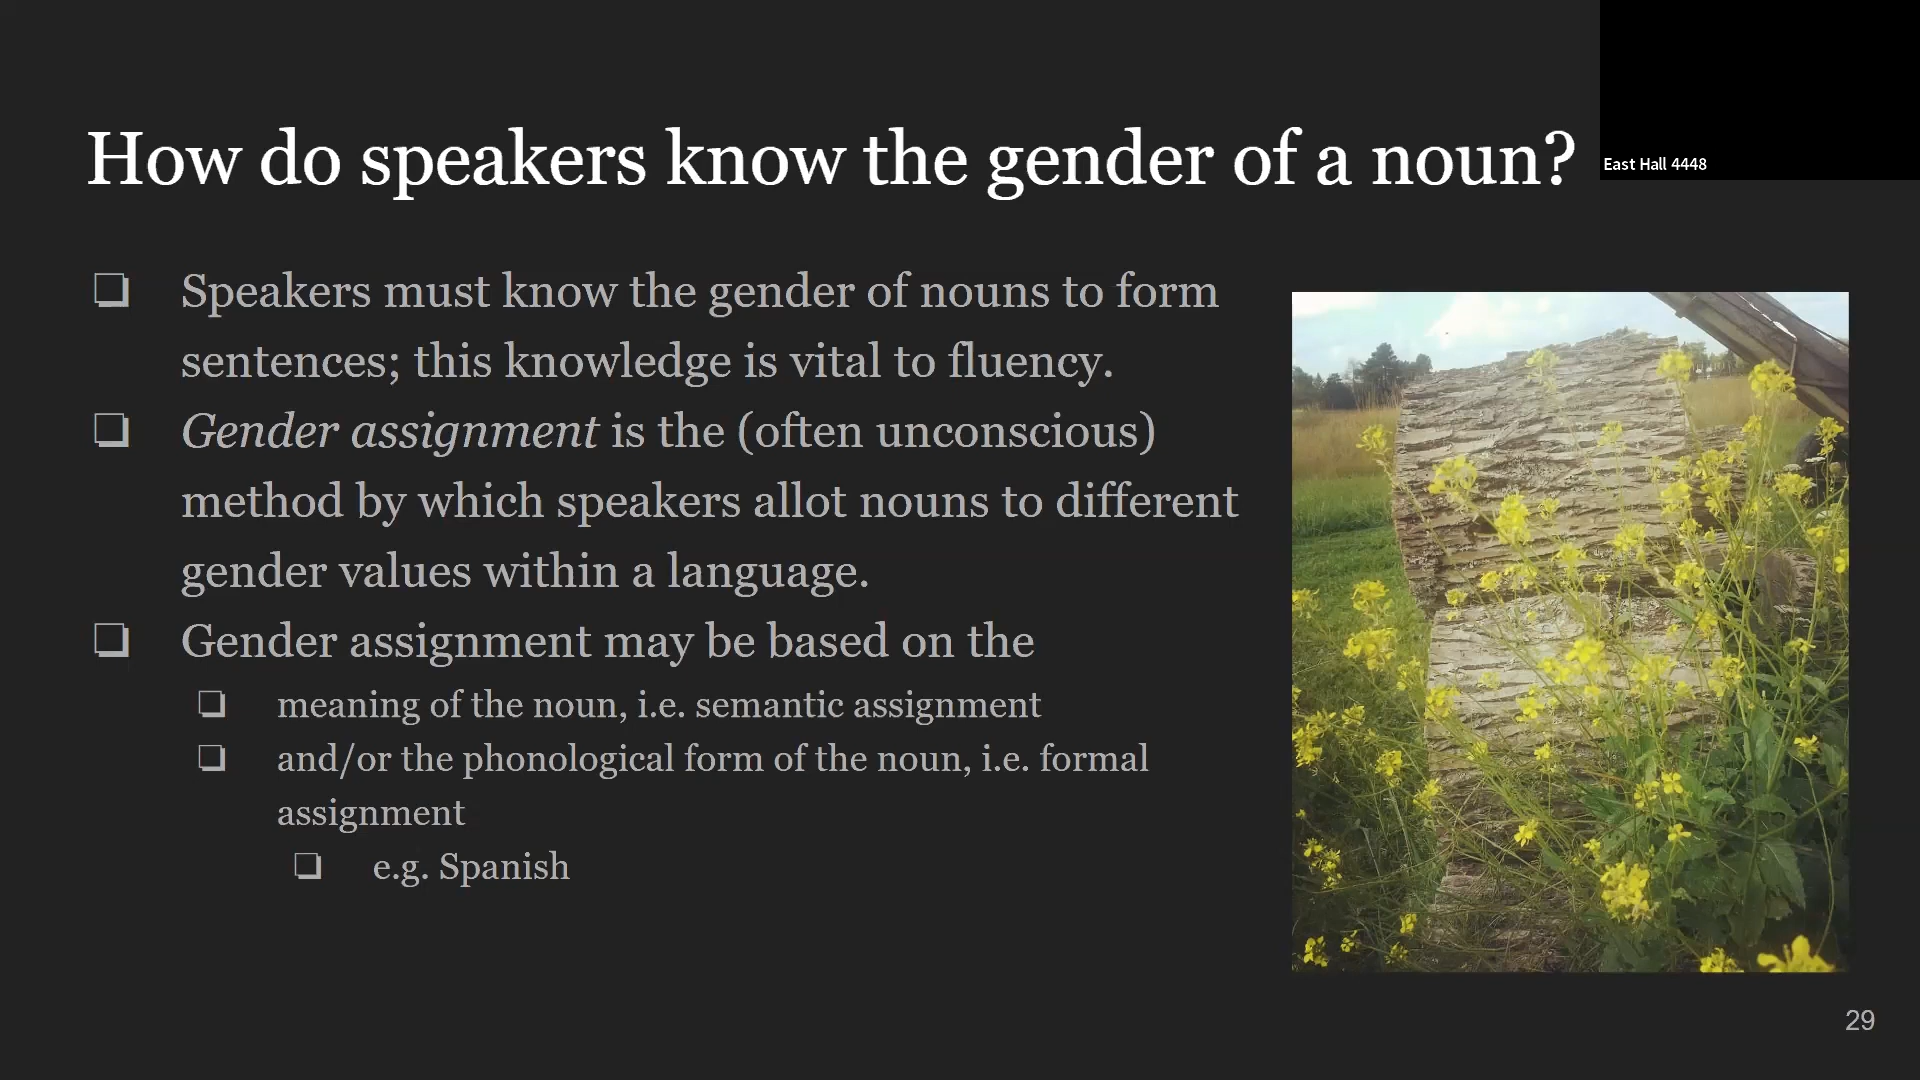 How do speakers know the gender of a noun?
East Hall 4448
❏ Speakers must know the gender of nouns to form
sentences; this knowledge is vital to fluency.
❏ Gender assignment is the (often unconscious)
method by which speakers allot nouns to different
gender values within a language.
❏ Gender assignment may be based on the
❏ meaning of the noun, i.e. semantic assignment
❏ and/or the phonological form of the noun, i.e. formal
assignment
❏ e.g. Spanish
29